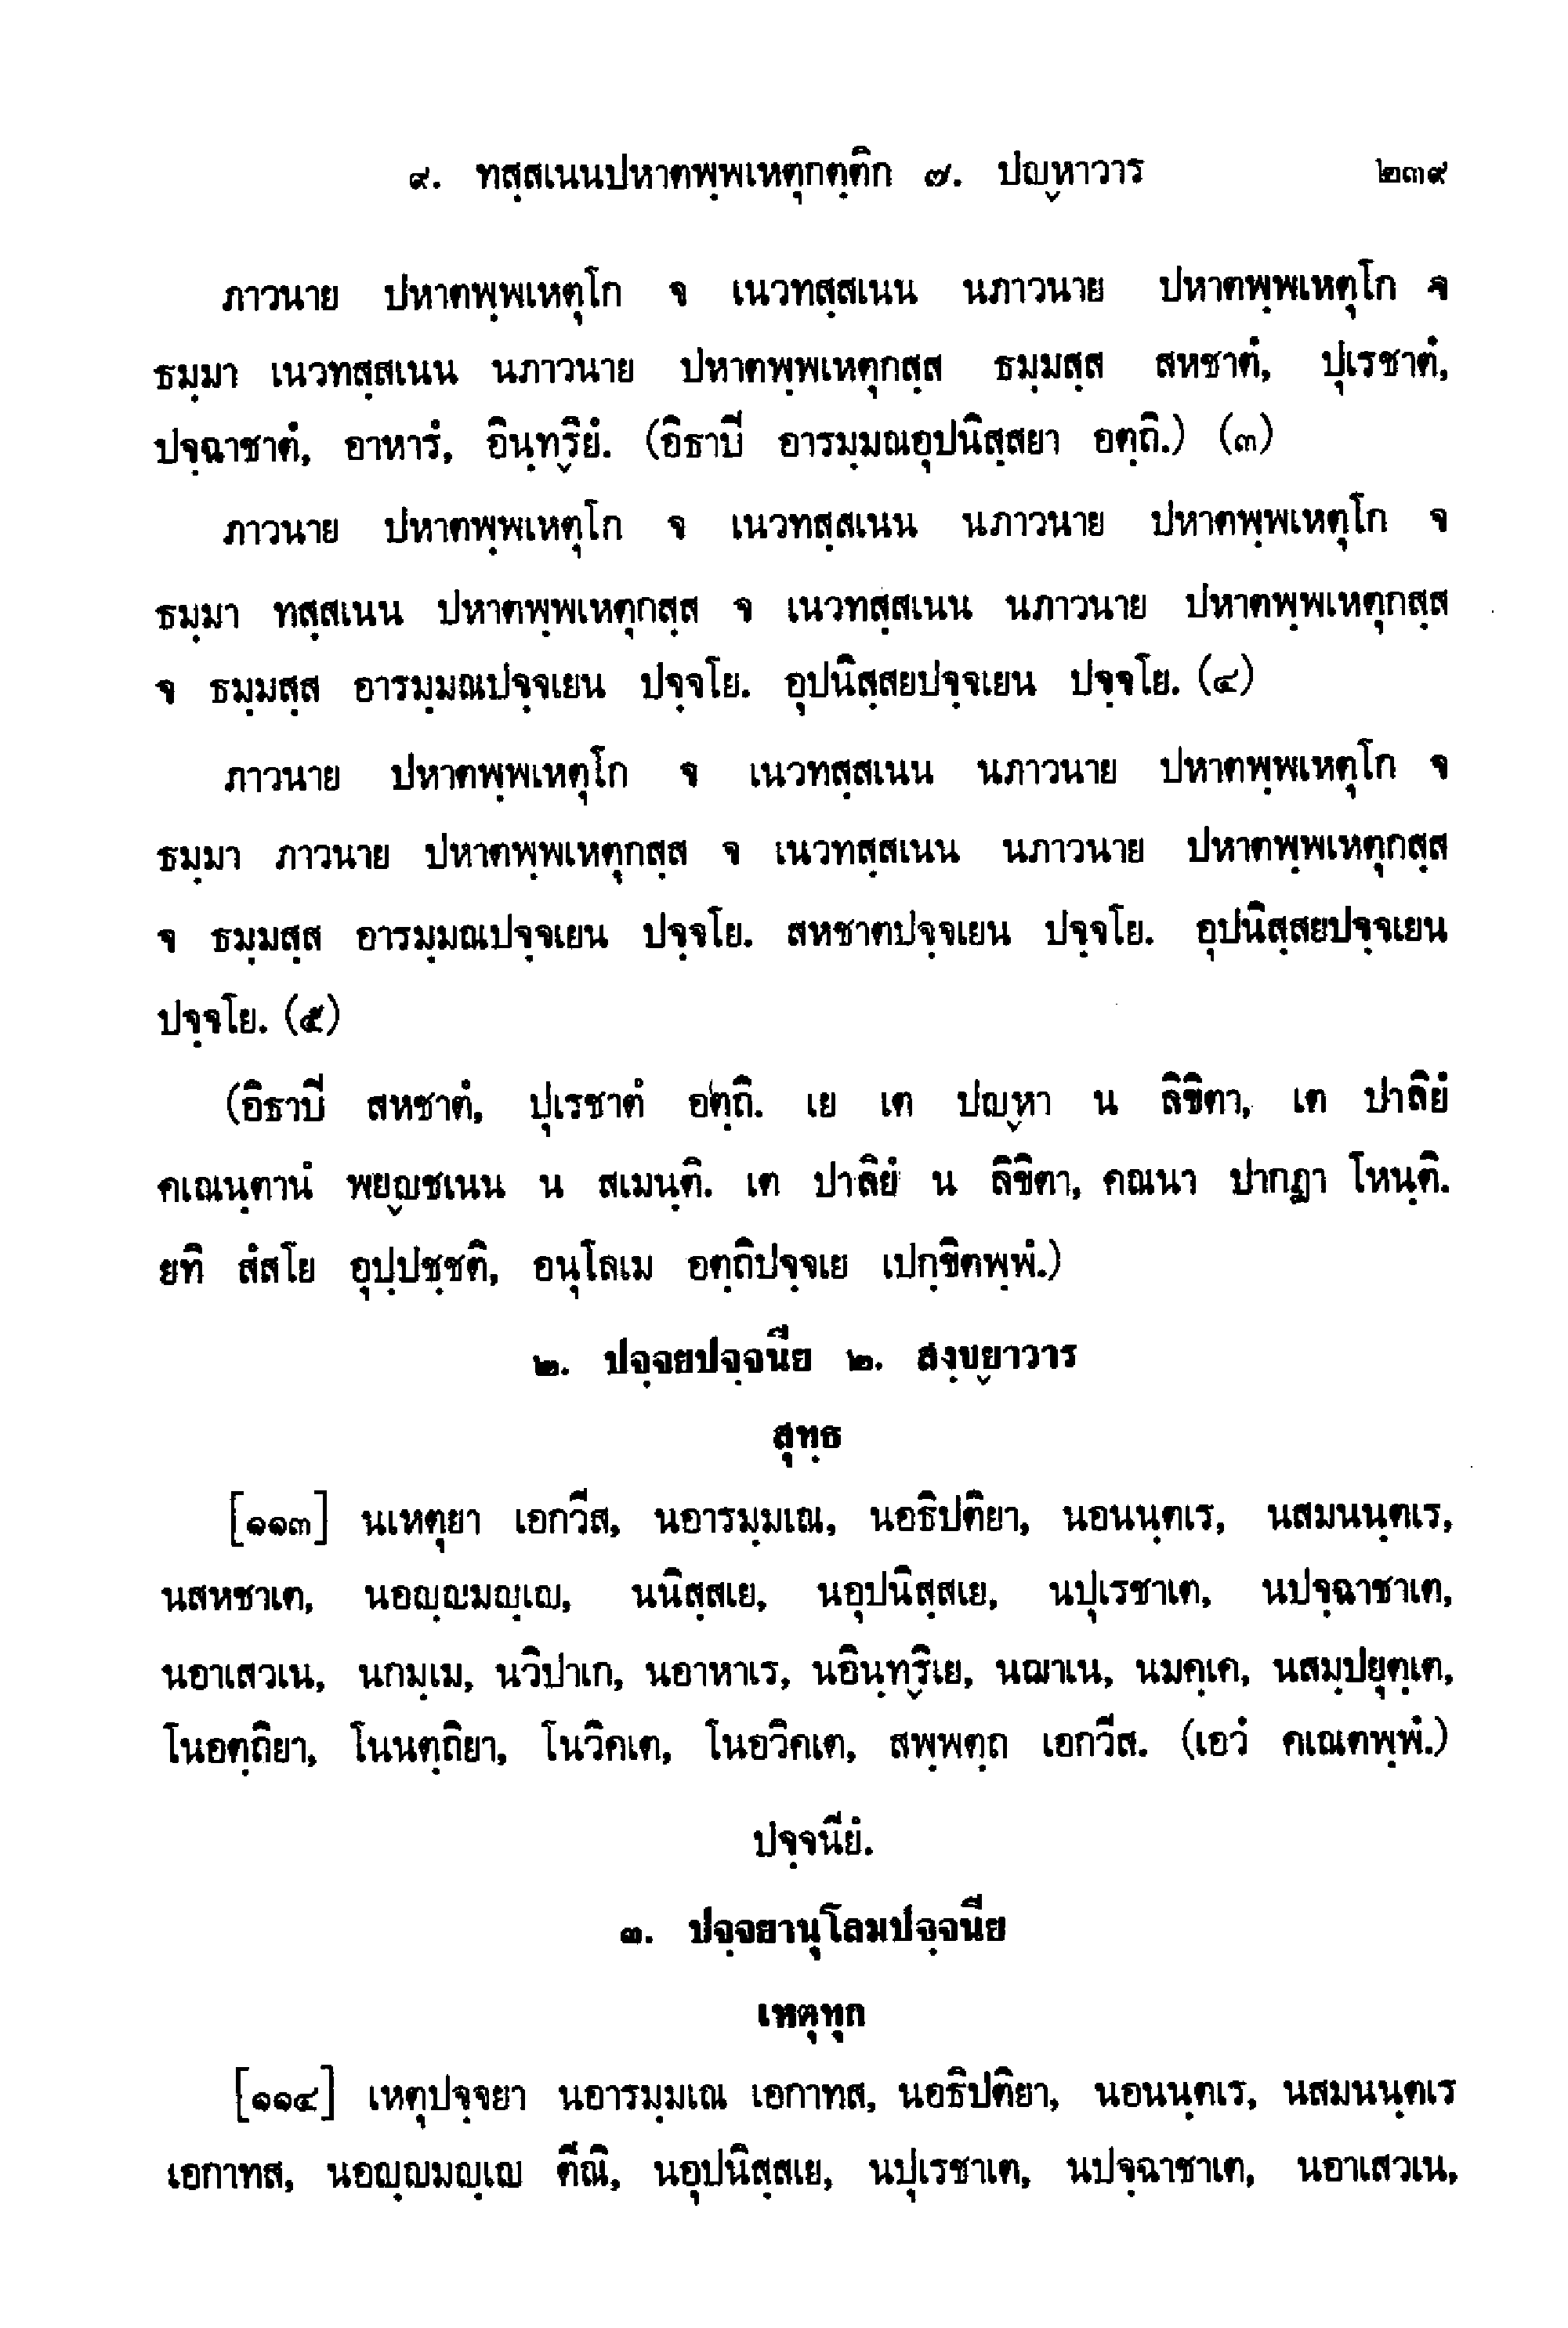 ๙. ทสฺสเนนปหาตพฺพเหตุกตฺติก ๗. ปญฺหาวาร ๒๓๙
ภาวนาย ปหาตพฺพเหตุโก จ เนวทสฺสเนน นภาวนาย ปหาตพฺพเหตุโก จ
ธมฺมา เนวทสฺสเนน นภาวนาย ปหาตพฺพเหตุกสฺส ธมฺมสฺส สหชาตํ, ปุเรชาตํ,
ปจฺฉาชาตํ, อาหารํ, อินฺทฺริยํ. (อิธาปิ อารมฺมณอุปนิสฺสยา อตฺถิ.) (๓)
ภาวนาย ปหาตพฺพเหตุโก จ เนวทสฺสเนน นภาวนาย ปหาตพฺพเหตุโก จ
ธมฺมา ทสฺสเนน ปหาตพฺพเหตุกสฺส จ เนวทสฺสเนน นภาวนาย ปหาตพฺพเหตุกสฺส
จ ธมฺมสฺส อารมฺมณปจฺจเยน ปจฺจโย. อุปนิสฺสยปจฺจเยน ปจฺจโย. (๔)
ภาวนาย ปหาตพฺพเหตุโก จ เนวทสฺสเนน นภาวนาย ปหาตพฺพเหตุโก จ
ธมฺมา ภาวนาย ปหาตพฺพเหตุกสฺส จ เนวทสฺสเนน นภาวนาย ปหาตพฺพเหตุกสฺส
จ ธมฺมสฺส อารมฺมณปจฺจเยน ปจฺจโย. สหชาตปจฺจเยน ปจฺจโย. อุปนิสฺสยปจฺจเยน
ปจฺจโย. (๕)
(อิธาปิ สหชาตํ, ปุเรชาตํ อตฺถิ. เย เต ปญฺหา น ลิขิตา, เต ปาลิยํ
คเณนฺตานํ พยญฺชเนน น สเมนฺติ. เต ปาลิยํ น ลิขิตา, คณนา ปากฏา โหนฺติ.
ยทิ สํสโย อุปฺปชฺชติ, อนุโลเม อตฺถิปจฺจเย เปกฺขิตพฺพํ.)
๒. ปจฺจยปจฺจนีย ๒. สงฺขฺยาวาร
สุทฺธ
[๑๑๓] นเหตุยา เอกวีส, นอารมฺมเณ, นอธิปติยา, นอนนฺตเร, นสมนนฺตเร,
นสหชาเต, นอญฺญมญฺเญ, นนิสฺสเย, นอุปนิสฺสเย, นปุเรชาเต, นปจฺฉาชาเต,
นอาเสวเน, นกมฺเม, นวิปาเก, นอาหาเร, นอินฺทฺริเย, นฌาเน, นมคฺเค, นสมฺปยุตฺเต,
โนอตฺถิยา, โนนตฺถิยา, โนวิคเต, โนอวิคเต, สพฺพตฺถ เอกวีส. (เอวํ คเณตพฺพํ.)
ปจฺจนียํ.
๓. ปจฺจยานุโลมปจฺจนีย
เหตุทุก
[๑๑๔] เหตุปจฺจยา นอารมฺมเณ เอกาทส, นอธิปติยา, นอนนฺตเร, นสมนนฺตเร
เอกาทส, นอญฺญมญฺเญ ตีณิ, นอุปนิสฺสเย, นปุเรชาเต, นปจฺฉาชาเต, นอาเสวเน,